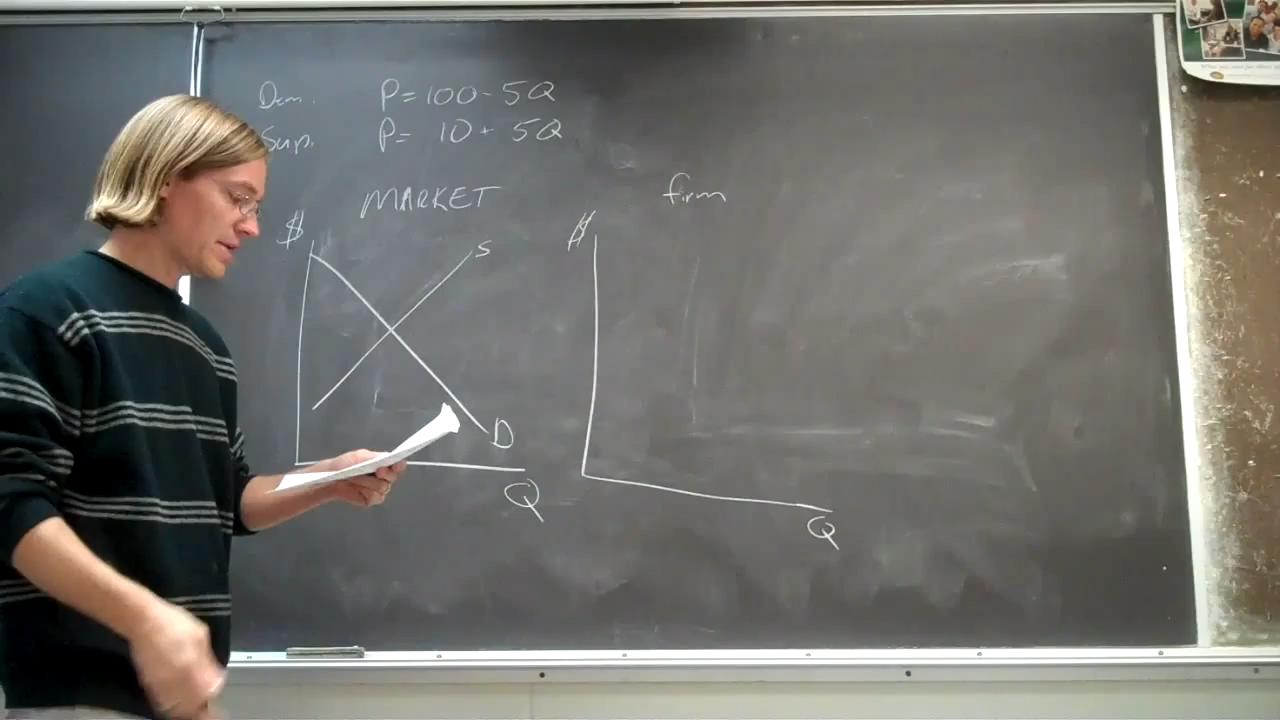 Dem. P=100-5Q
Sup. P= 10+ 5Q
MARKET
firm
$
S
D
Q
$
Q